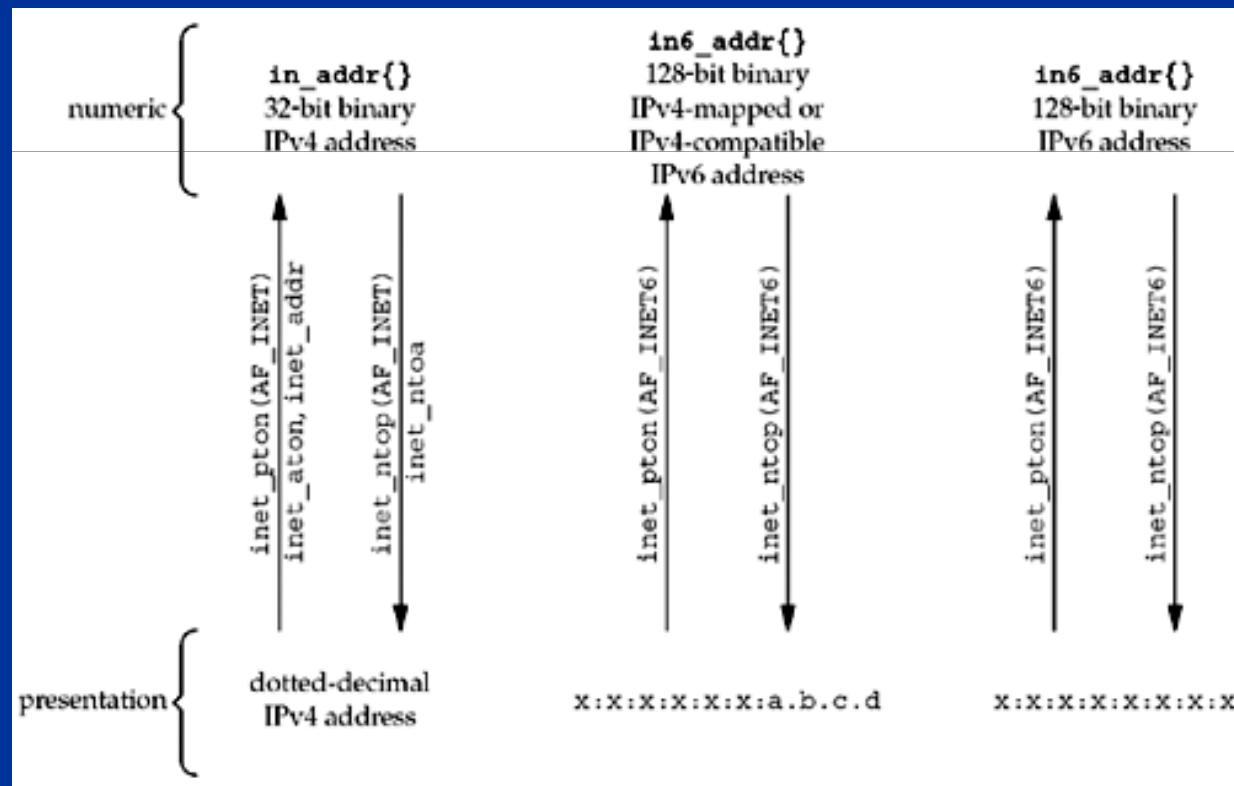 numeric
in_addr{}
32-bit binary
IPv4 address
in6_addr{}
128-bit binary
IPv4-mapped or
IPv4-compatible
IPv6 address
in6_addr{}
128-bit binary
IPv6 address
inet_pton(AF_INET)
inet_aton,inet_addr
inet_ntop(AF_INET)
inet_ntoa
inet_pton(AF_INET6)
inet_ntop(AF_INET6)
inet_pton(AF_INET6)
inet_ntop(AF_INET6)
presentation
dotted-decimal
IPv4 address
x:x:x:x:x:x:a.b.c.d
x:x:x:x:x:x:x:x